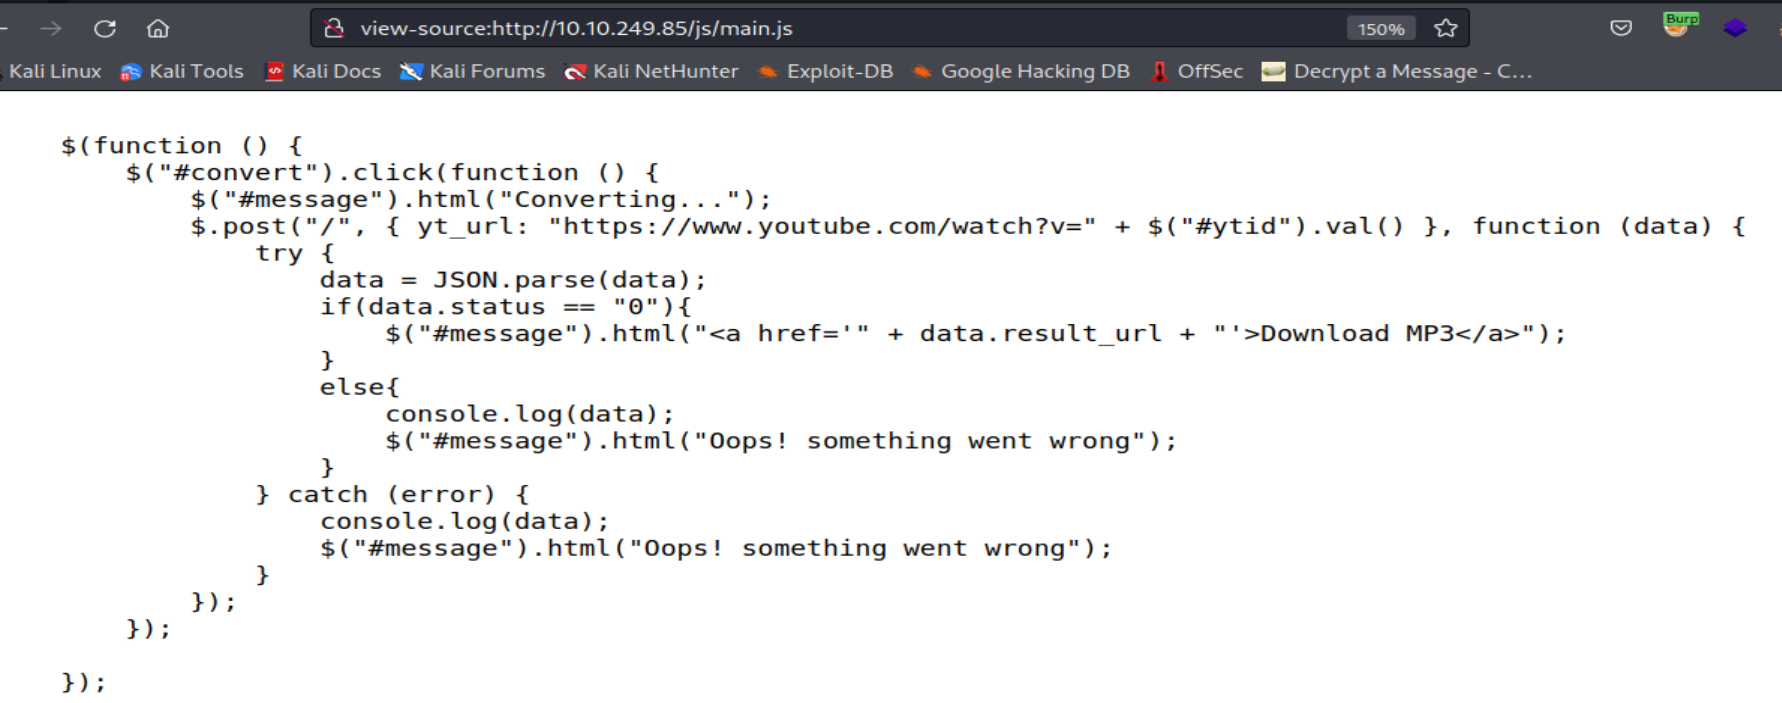 view-source:http://10.10.249.85/js/main.js 150% Burp
Kali Linux Kali Tools Kali Docs Kali Forums Kali NetHunter Exploit-DB Google Hacking DB OffSec Decrypt a Message - C...
$(function () {
    $("#convert").click(function () {
        $("#message").html("Converting...");
        $.post("/", { yt_url: "https://www.youtube.com/watch?v=" + $("#ytid").val() }, function (data) {
            try {
                data = JSON.parse(data);
                if(data.status == "0"){
                    $("#message").html("<a href='" + data.result_url + "'>Download MP3</a>");
                }
                else{
                    console.log(data);
                    $("#message").html("Oops! something went wrong");
                }
            } catch (error) {
                console.log(data);
                $("#message").html("Oops! something went wrong");
            }
        });
    });
});